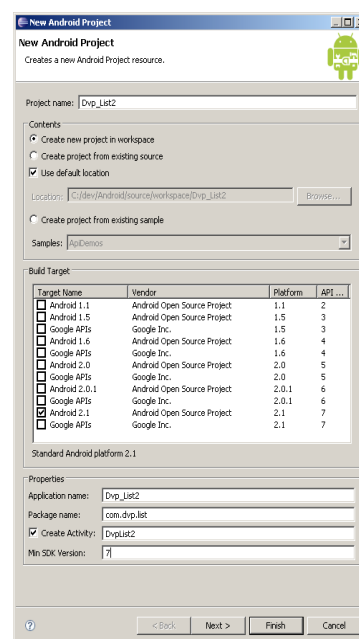 New Android Project
New Android Project
Creates a new Android Project resource.
Project name: Dvp_List2
Contents
Create new project in workspace
Create project from existing source
Use default location
Location: C:/dev/Android/source/workspace/Dvp_List2 Browse...
Create project from existing sample
Samples: ApiDemos
Build Target
Target Name Vendor Platform API ...
Android 1.1 Android Open Source Project 1.1 2
Android 1.5 Android Open Source Project 1.5 3
Google APIs Google Inc. 1.5 3
Android 1.6 Android Open Source Project 1.6 4
Google APIs Google Inc. 1.6 4
Android 2.0 Android Open Source Project 2.0 5
Google APIs Google Inc. 2.0 5
Android 2.0.1 Android Open Source Project 2.0.1 6
Google APIs Google Inc. 2.0.1 6
Android 2.1 Android Open Source Project 2.1 7
Google APIs Google Inc. 2.1 7
Standard Android platform 2.1
Properties
Application name: Dvp_List2
Package name: com.dvp.list
Create Activity: DvpList2
Min SDK Version: 7
? < Back Next > Finish Cancel